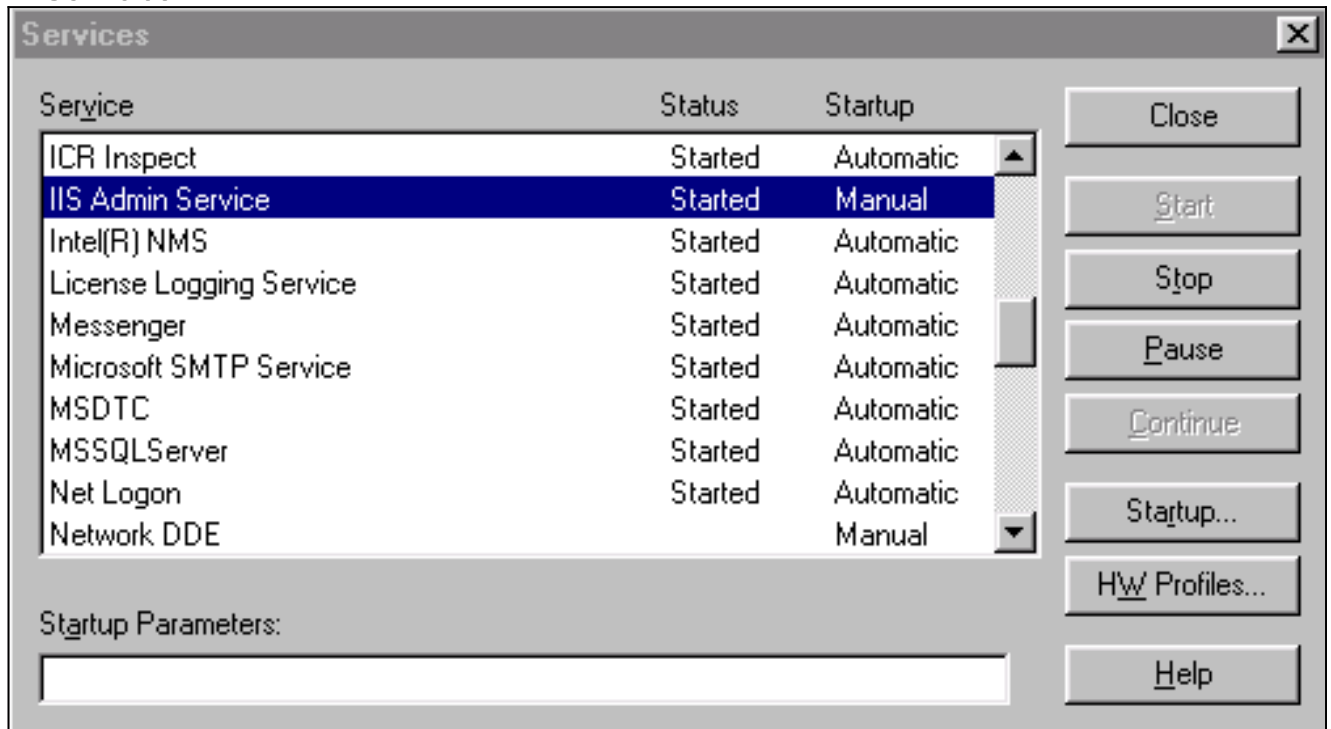 Services
Service Status Startup
ICR Inspect Started Automatic
IIS Admin Service Started Manual
Intel(R) NMS Started Automatic
License Logging Service Started Automatic
Messenger Started Automatic
Microsoft SMTP Service Started Automatic
MSDTC Started Automatic
MSSQLServer Started Automatic
Net Logon Started Automatic
Network DDE Manual
Startup Parameters:
Close
Start
Stop
Pause
Continue
Startup...
HW Profiles...
Help